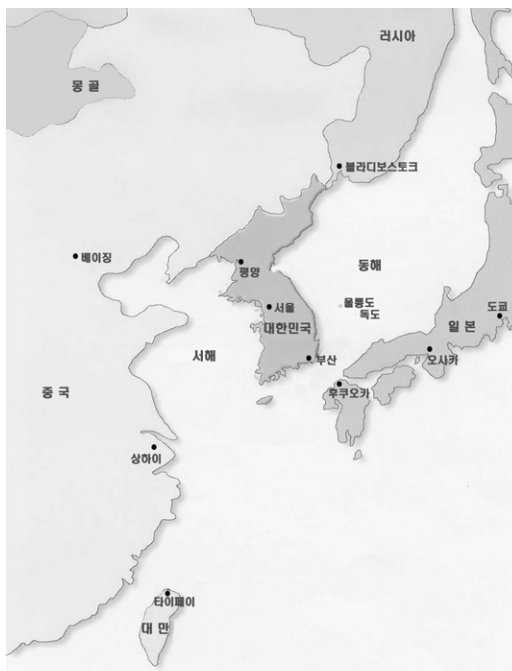 러시아
몽 골
블라디보스토크
베이징
평양
동해
울릉도
독도
서울
대한민국
도쿄
일 본
서해
부산
오사카
후쿠오카
중 국
상하이
타이페이
대 만